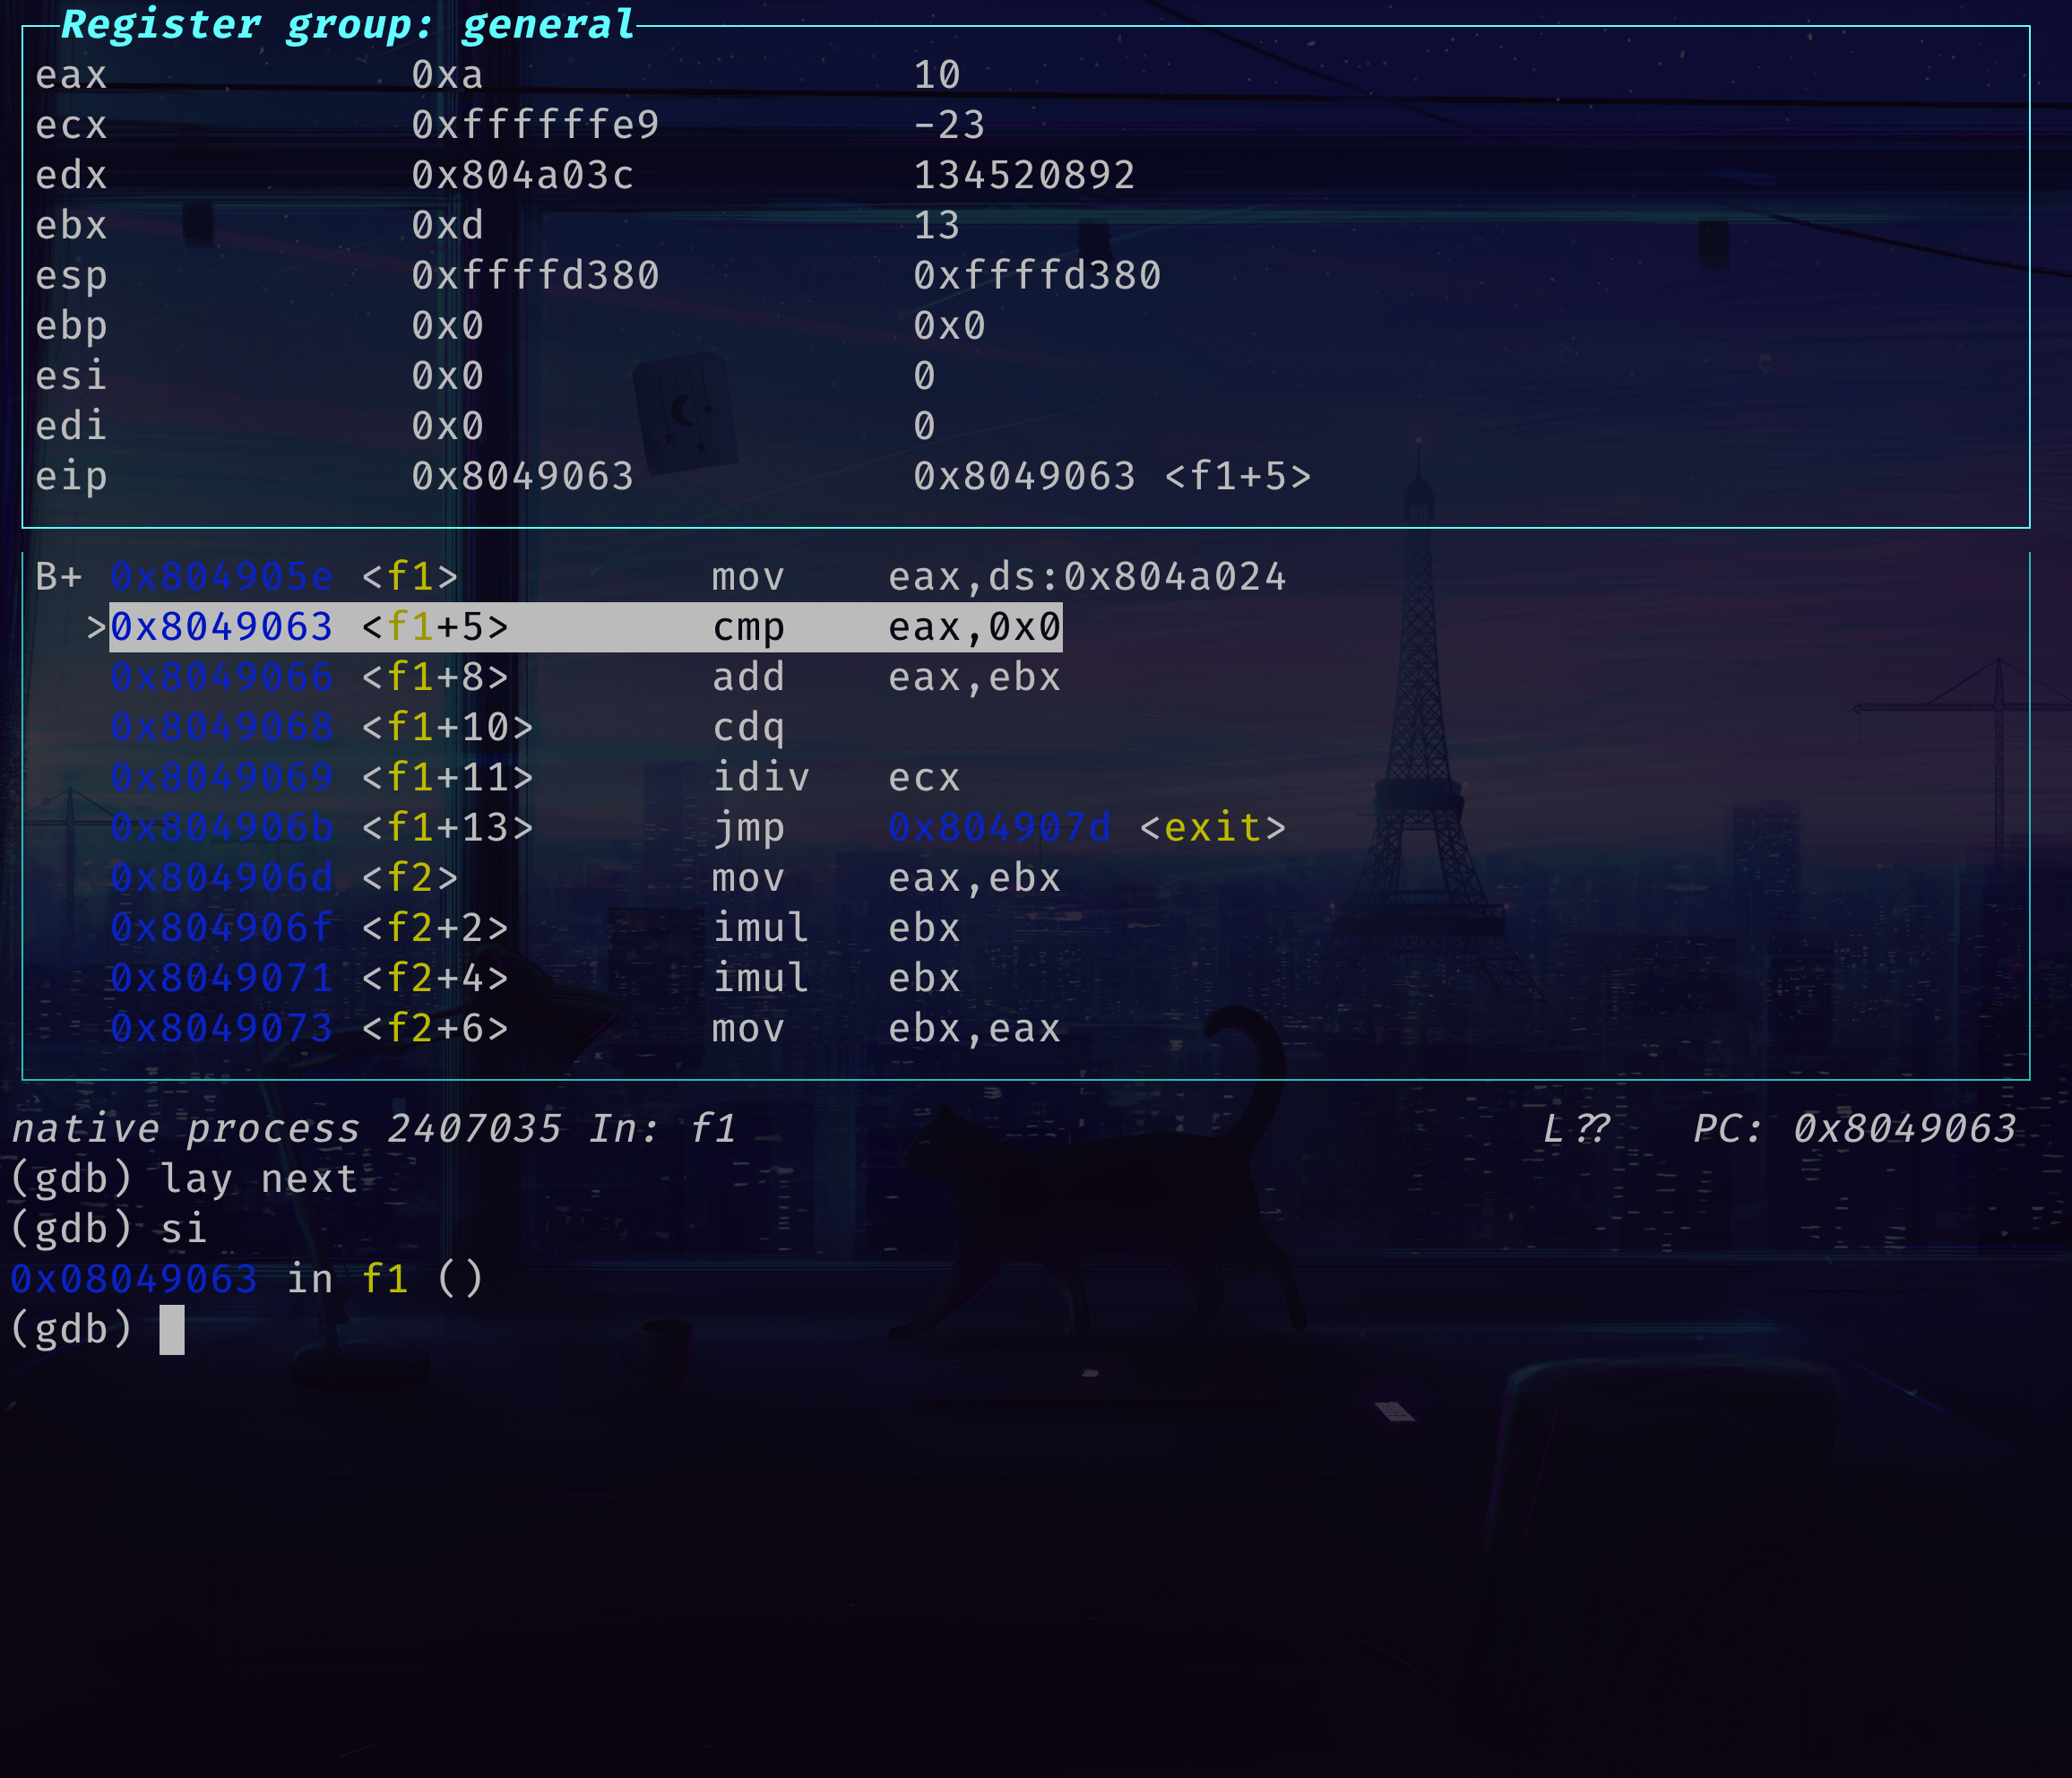 Register group: general
eax 0xa 10
ecx 0xffffffe9 -23
edx 0x804a03c 134520892
ebx 0xd 13
esp 0xffffd380 0xffffd380
ebp 0x0 0x0
esi 0x0 0
edi 0x0 0
eip 0x8049063 0x8049063 <f1+5>
B+ 0x804905e <f1> mov eax,ds:0x804a024
>0x8049063 <f1+5> cmp eax,0x0
0x8049066 <f1+8> add eax,ebx
0x8049068 <f1+10> cdq
0x8049069 <f1+11> idiv ecx
0x804906b <f1+13> jmp 0x804907d <exit>
0x804906d <f2> mov eax,ebx
0x804906f <f2+2> imul ebx
0x8049071 <f2+4> imul ebx
0x8049073 <f2+6> mov ebx,eax
native process 2407035 In: f1 L?? PC: 0x8049063
(gdb) lay next
(gdb) si
0x08049063 in f1 ()
(gdb)